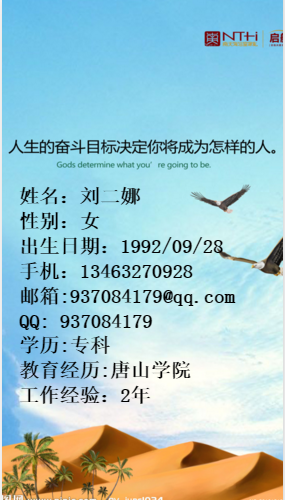 NTHi 启
人生的奋斗目标决定你将成为怎样的人。
Gods determine what you're going to be.
姓名：刘二娜
性别：女
出生日期：1992/09/28
手机：13463270928
邮箱:937084179@qq.com
QQ: 937084179
学历:专科
教育经历:唐山学院
工作经验：2年